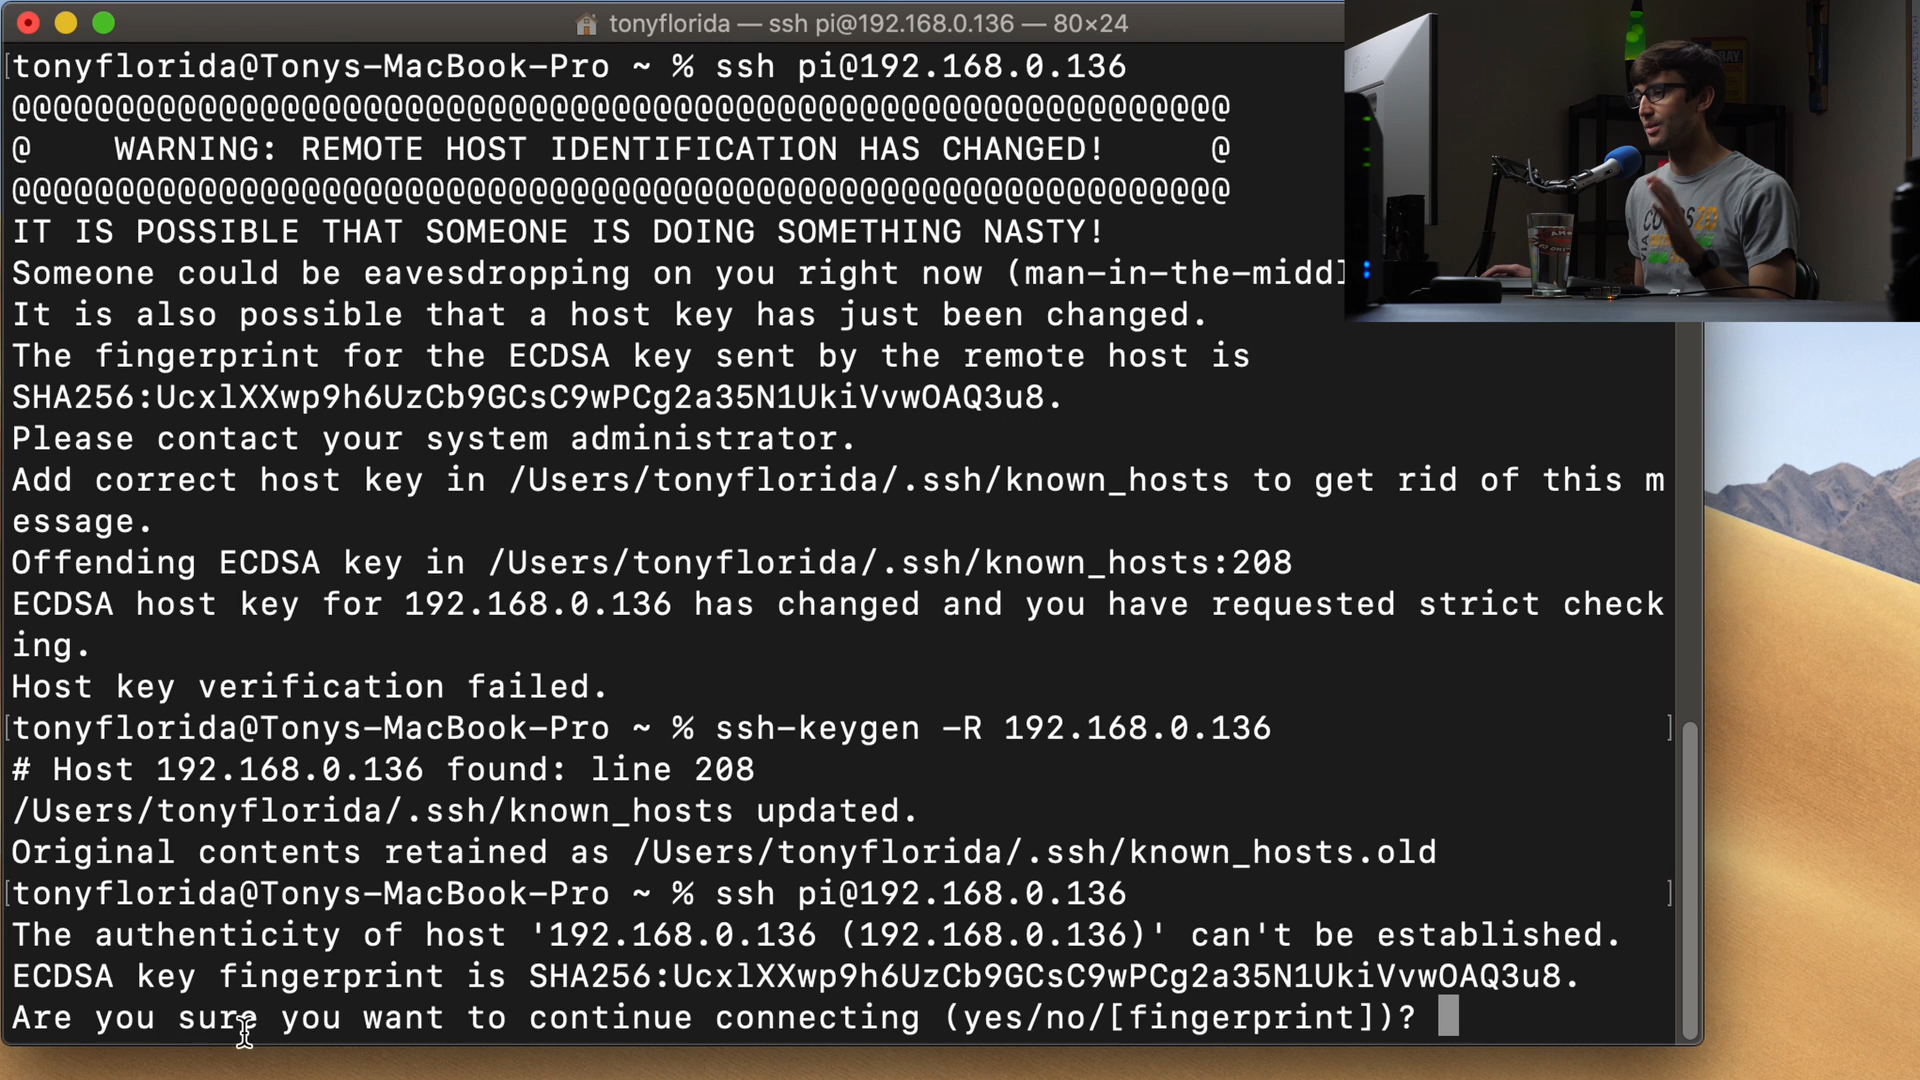 tonyflorida — ssh pi@192.168.0.136 — 80×24
tonyflorida@Tonys-MacBook-Pro ~ % ssh pi@192.168.0.136
@@@@@@@@@@@@@@@@@@@@@@@@@@@@@@@@@@@@@@@@@@@@@@@@@@@@@@@@@@@
@    WARNING: REMOTE HOST IDENTIFICATION HAS CHANGED!     @
@@@@@@@@@@@@@@@@@@@@@@@@@@@@@@@@@@@@@@@@@@@@@@@@@@@@@@@@@@@
IT IS POSSIBLE THAT SOMEONE IS DOING SOMETHING NASTY!
Someone could be eavesdropping on you right now (man-in-the-middl
It is also possible that a host key has just been changed.
The fingerprint for the ECDSA key sent by the remote host is
SHA256:UcxlXXwp9h6UzCb9GCsC9wPCg2a35N1UkiVvwOAQ3u8.
Please contact your system administrator.
Add correct host key in /Users/tonyflorida/.ssh/known_hosts to get rid of this m
essage.
Offending ECDSA key in /Users/tonyflorida/.ssh/known_hosts:208
ECDSA host key for 192.168.0.136 has changed and you have requested strict check
ing.
Host key verification failed.
tonyflorida@Tonys-MacBook-Pro ~ % ssh-keygen -R 192.168.0.136
# Host 192.168.0.136 found: line 208
/Users/tonyflorida/.ssh/known_hosts updated.
Original contents retained as /Users/tonyflorida/.ssh/known_hosts.old
tonyflorida@Tonys-MacBook-Pro ~ % ssh pi@192.168.0.136
The authenticity of host '192.168.0.136 (192.168.0.136)' can't be established.
ECDSA key fingerprint is SHA256:UcxlXXwp9h6UzCb9GCsC9wPCg2a35N1UkiVvwOAQ3u8.
Are you sure you want to continue connecting (yes/no/[fingerprint])?